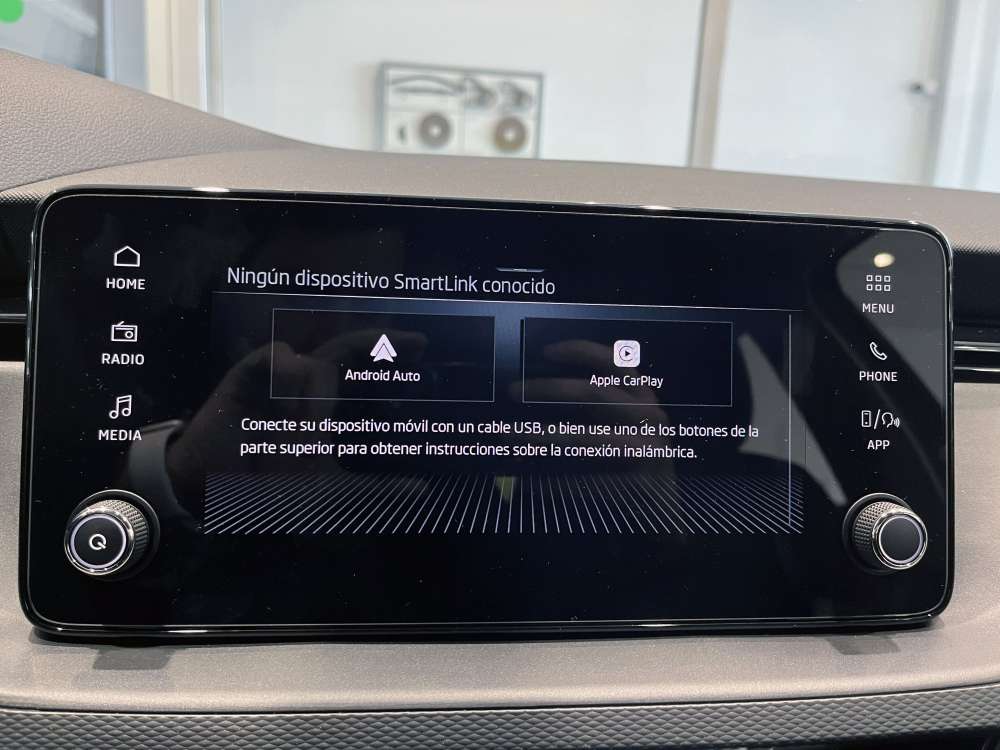 HOME
RADIO
MEDIA
Ningún dispositivo SmartLink conocido
Android Auto
Apple CarPlay
Conecte su dispositivo móvil con un cable USB, o bien use uno de los botones de la
parte superior para obtener instrucciones sobre la conexión inalámbrica.
MENU
PHONE
APP